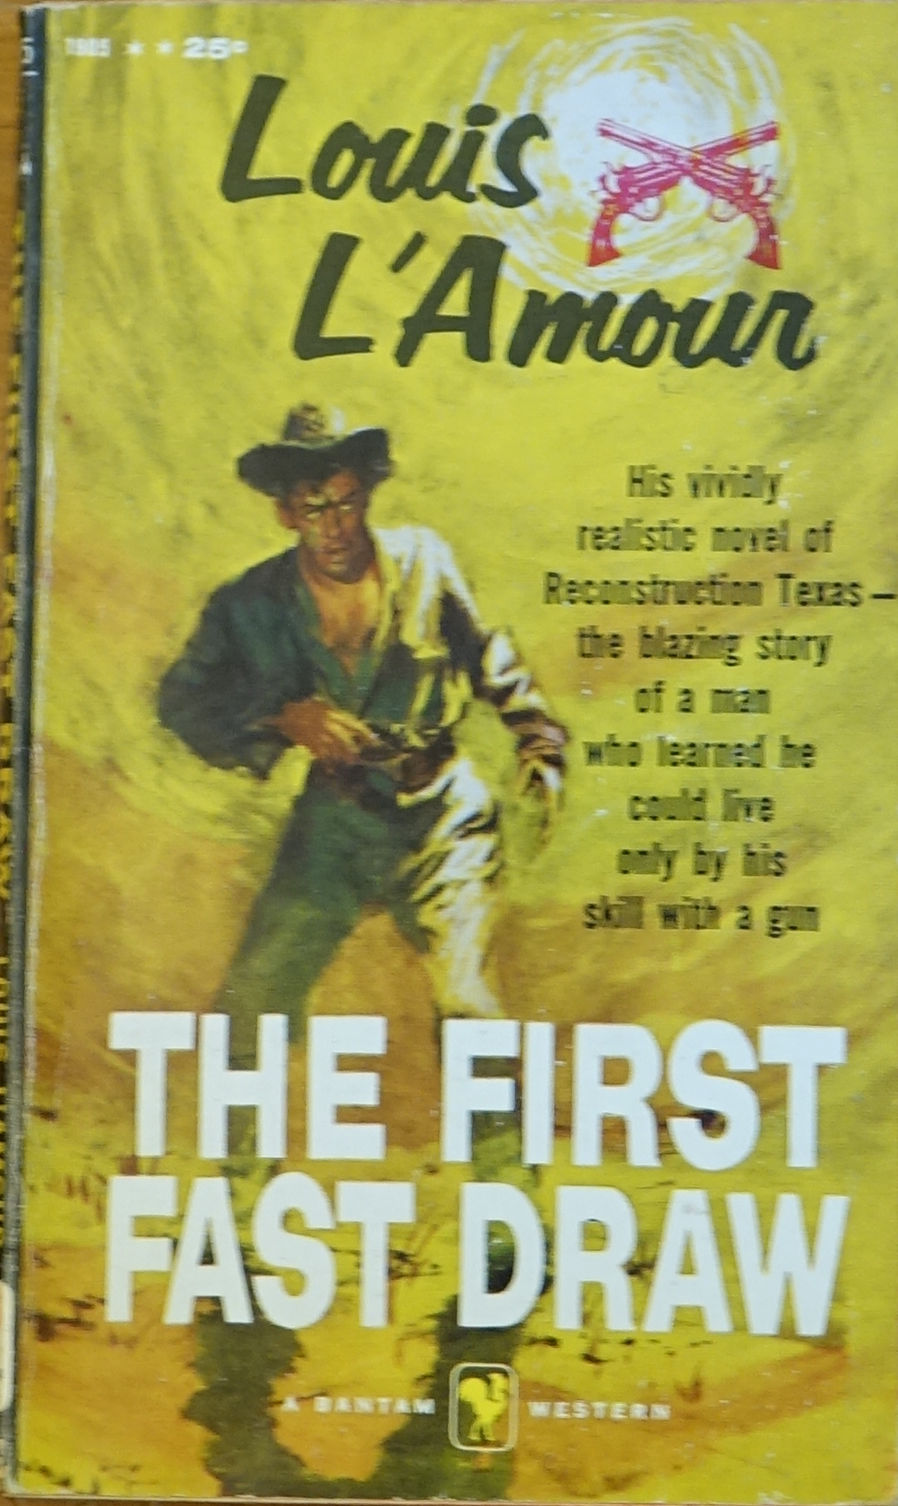 ★ ★ 25¢
Louis
L'Amour
His vividly
realistic novel of
Reconstruction Texas—
the blazing story
of a man
who learned he
could live
only by his
skill with a gun
THE FIRST
FAST DRAW
A BANTAM WESTERN